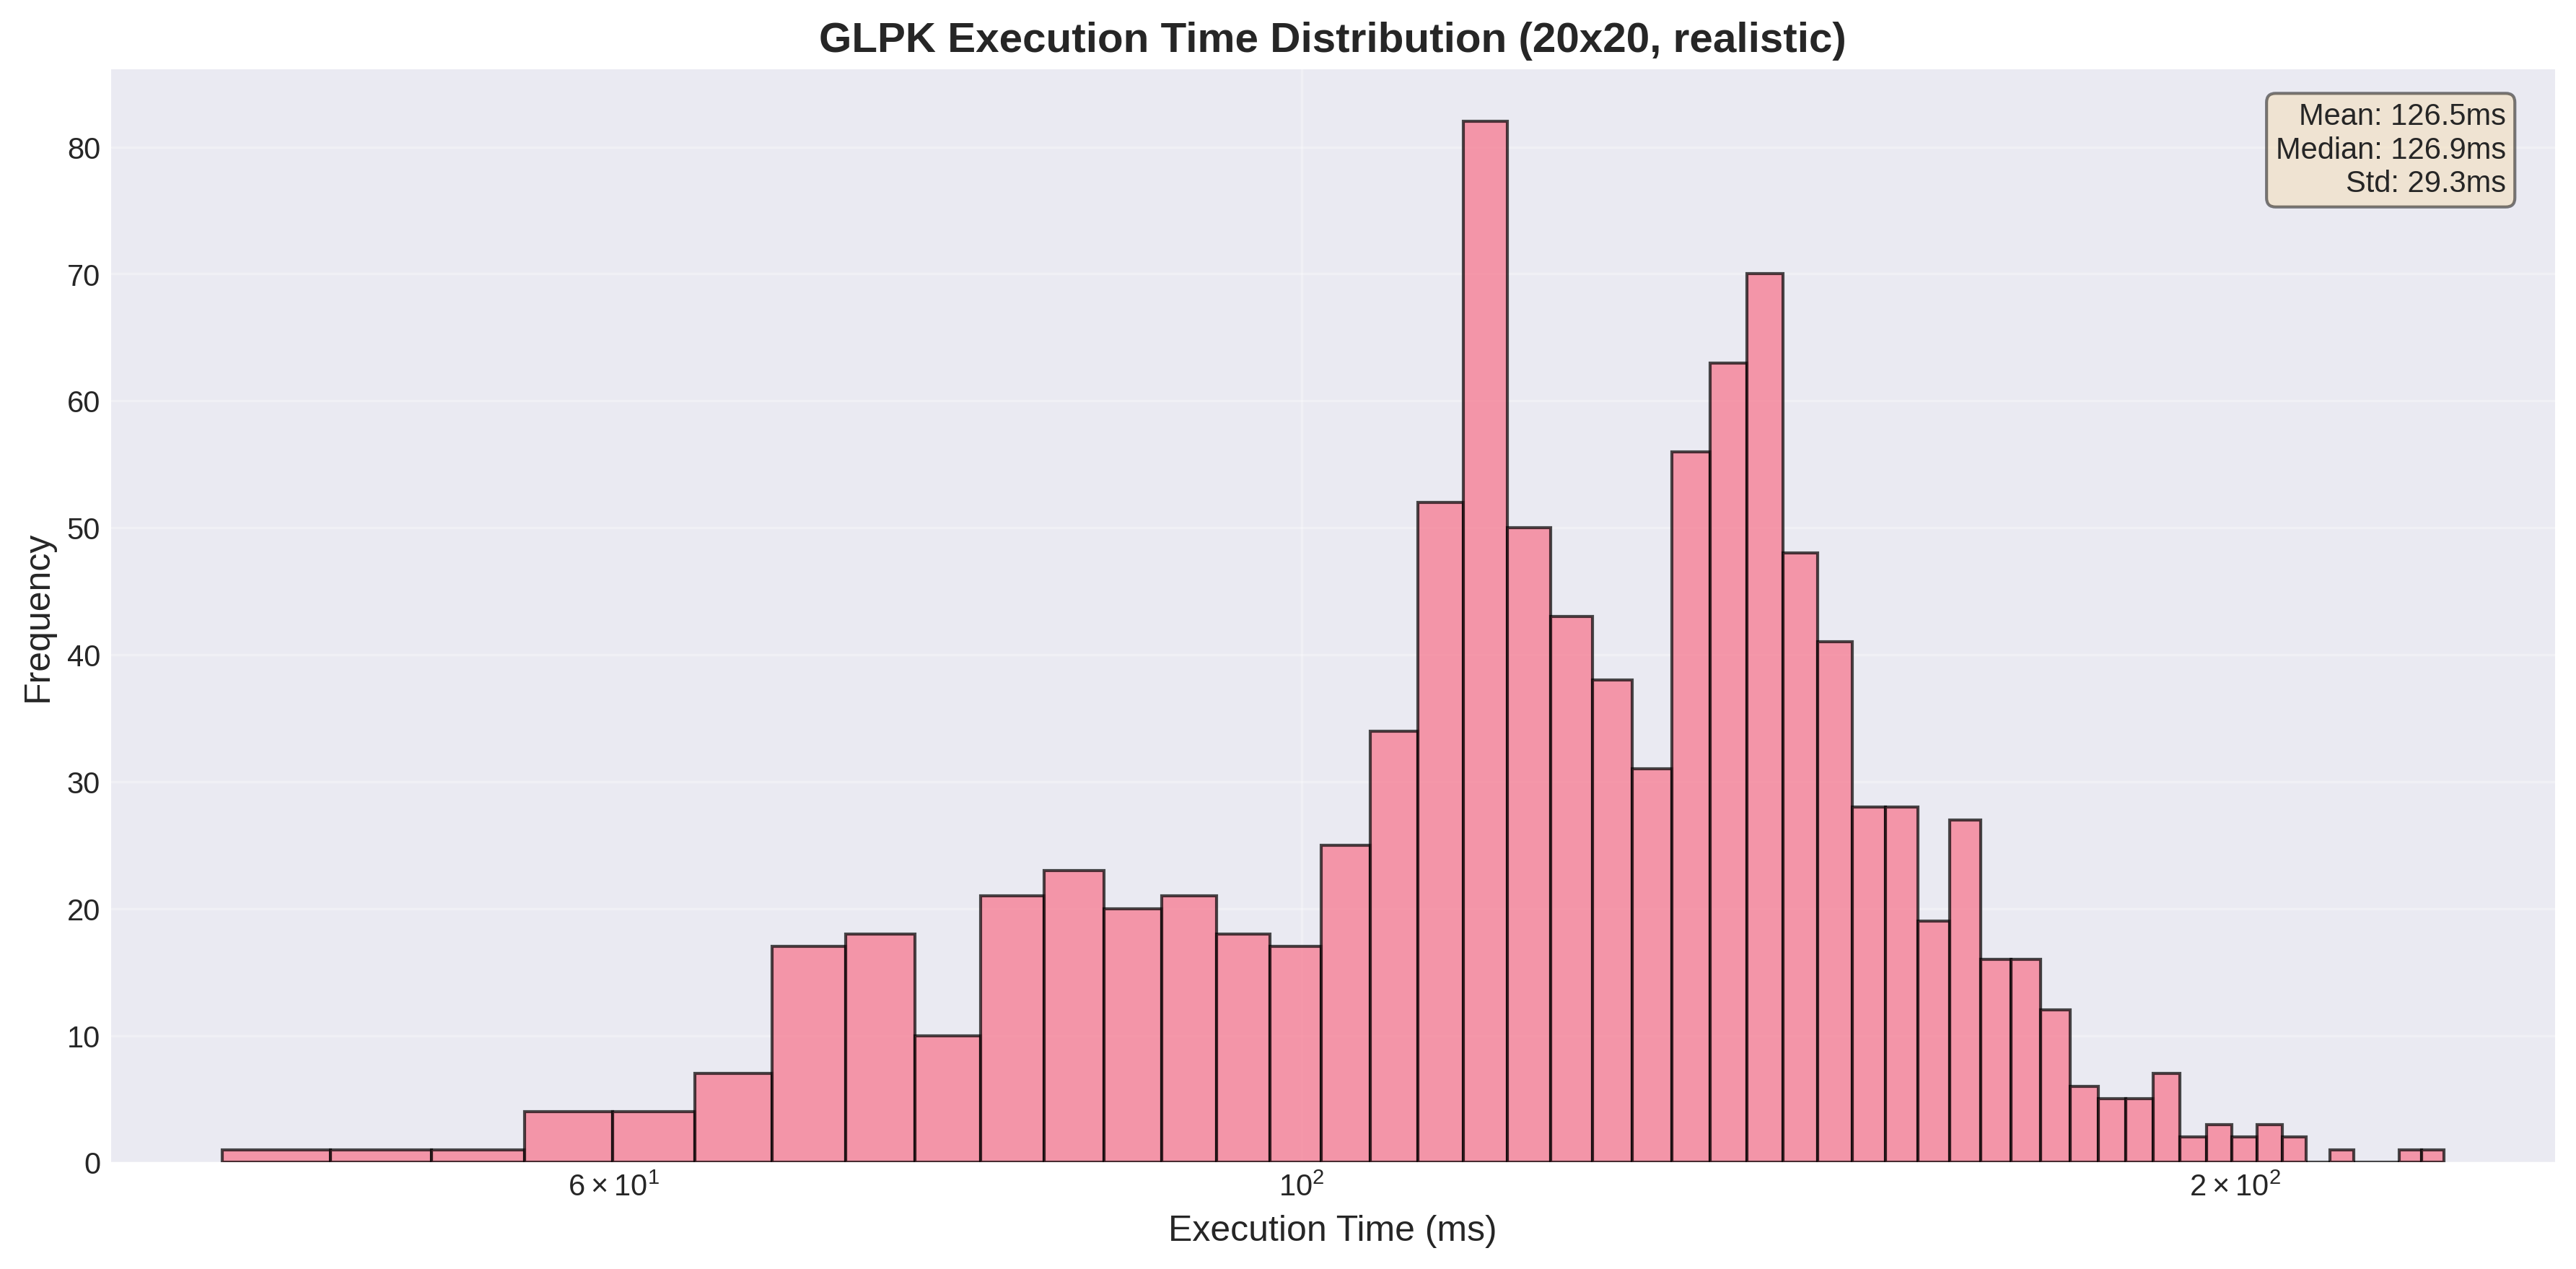 GLPK Execution Time Distribution (20x20, realistic)
Mean: 126.5ms
Median: 126.9ms
Std: 29.3ms
Frequency
80
70
60
50
40
30
20
10
0
6 × 10¹
10²
2 × 10²
Execution Time (ms)